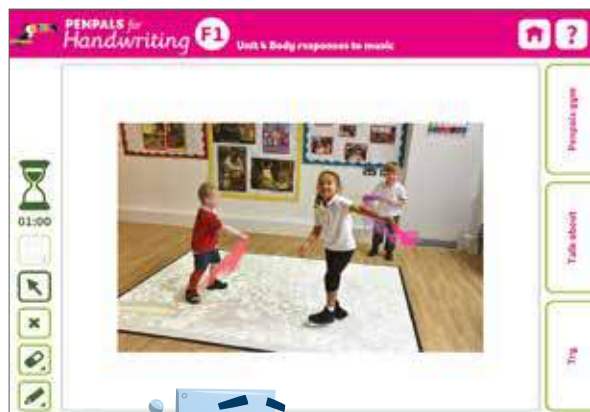 PENPALS for
Handwriting
F1
Unit 4 Body responses to music
?
01:00
Penpals gym
Talk about
Try